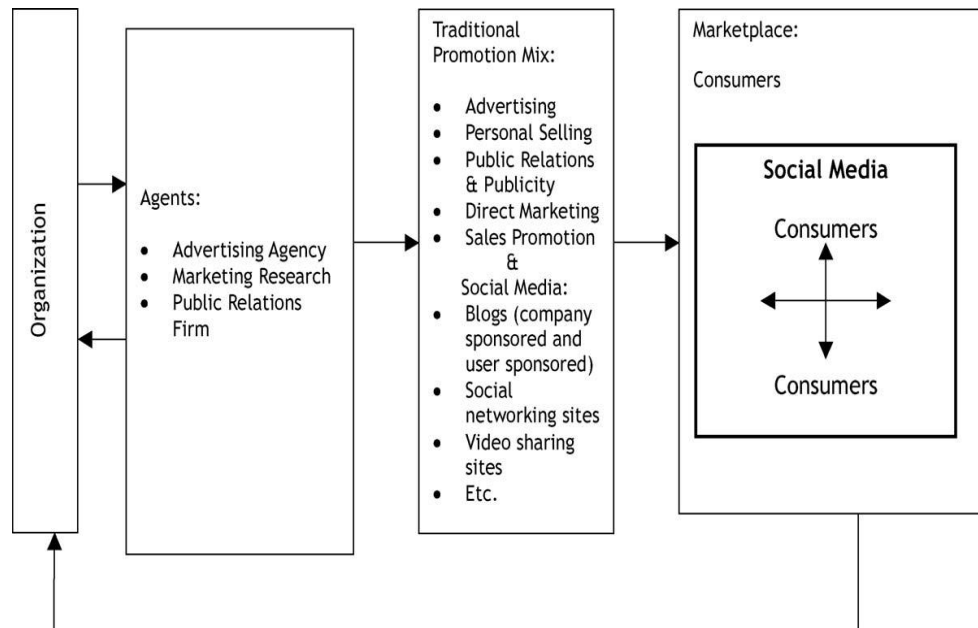 Organization
Agents:
• Advertising Agency
• Marketing Research
• Public Relations
Firm
Traditional
Promotion Mix:
• Advertising
• Personal Selling
• Public Relations
& Publicity
• Direct Marketing
• Sales Promotion
&
Social Media:
• Blogs (company
sponsored and
user sponsored)
• Social
networking sites
• Video sharing
sites
• Etc.
Marketplace:
Consumers
Social Media
Consumers
Consumers